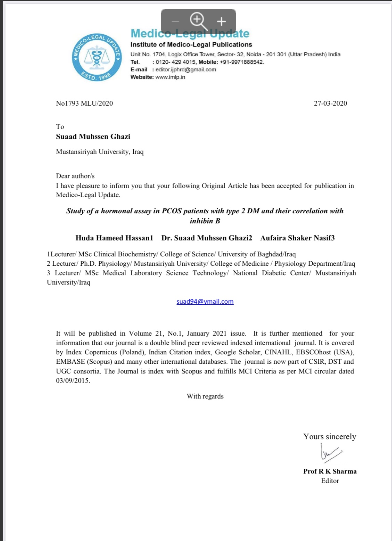 Medico-Legal Update
Institute of Medico-Legal Publications
Unit No. 1704, Logix Office Tower, Sector- 32, Noida - 201 301 (Uttar Pradesh) India
Tel. : 0120- 429 4015, Mobile: +91-9971888542.
E-mail : editor.ijphrd@gmail.com
Website: www.imlp.in
MEDICO-LEGAL CLINIC
ESTD. 1995
No1793 MLU/2020 27-03-2020
To
Suaad Muhssen Ghazi
Mustansiriyah University, Iraq
Dear author/s
I have pleasure to inform you that your following Original Article has been accepted for publication in
Medico-Legal Update.
Study of a hormonal assay in PCOS patients with type 2 DM and their correlation with
inhibin B
Huda Hameed Hassan1 Dr. Suaad Muhssen Ghazi2 Aufaira Shaker Nasif3
1Lecturer/ MSc Clinical Biochemistry/ College of Science/ University of Baghdad/Iraq
2 Lecturer/ Ph.D. Physiology/ Mustansiriyah University/ College of Medicine / Physiology Department/Iraq
3 Lecturer/ MSc Medical Laboratory Science Technology/ National Diabetic Center/ Mustansiriyah
University/Iraq
suad94@ymail.com
It will be published in Volume 21, No.1, January 2021 issue. It is further mentioned for your
information that our journal is a double blind peer reviewed indexed international journal. It is covered
by Index Copernicus (Poland), Indian Citation index, Google Scholar, CINAHL, EBSCOhost (USA),
EMBASE (Scopus) and many other international databases. The journal is now part of CSIR, DST and
UGC consortia. The Journal is index with Scopus and fulfills MCI Criteria as per MCI circular dated
03/09/2015.
With regards
Yours sincerely
Prof R K Sharma
Editor